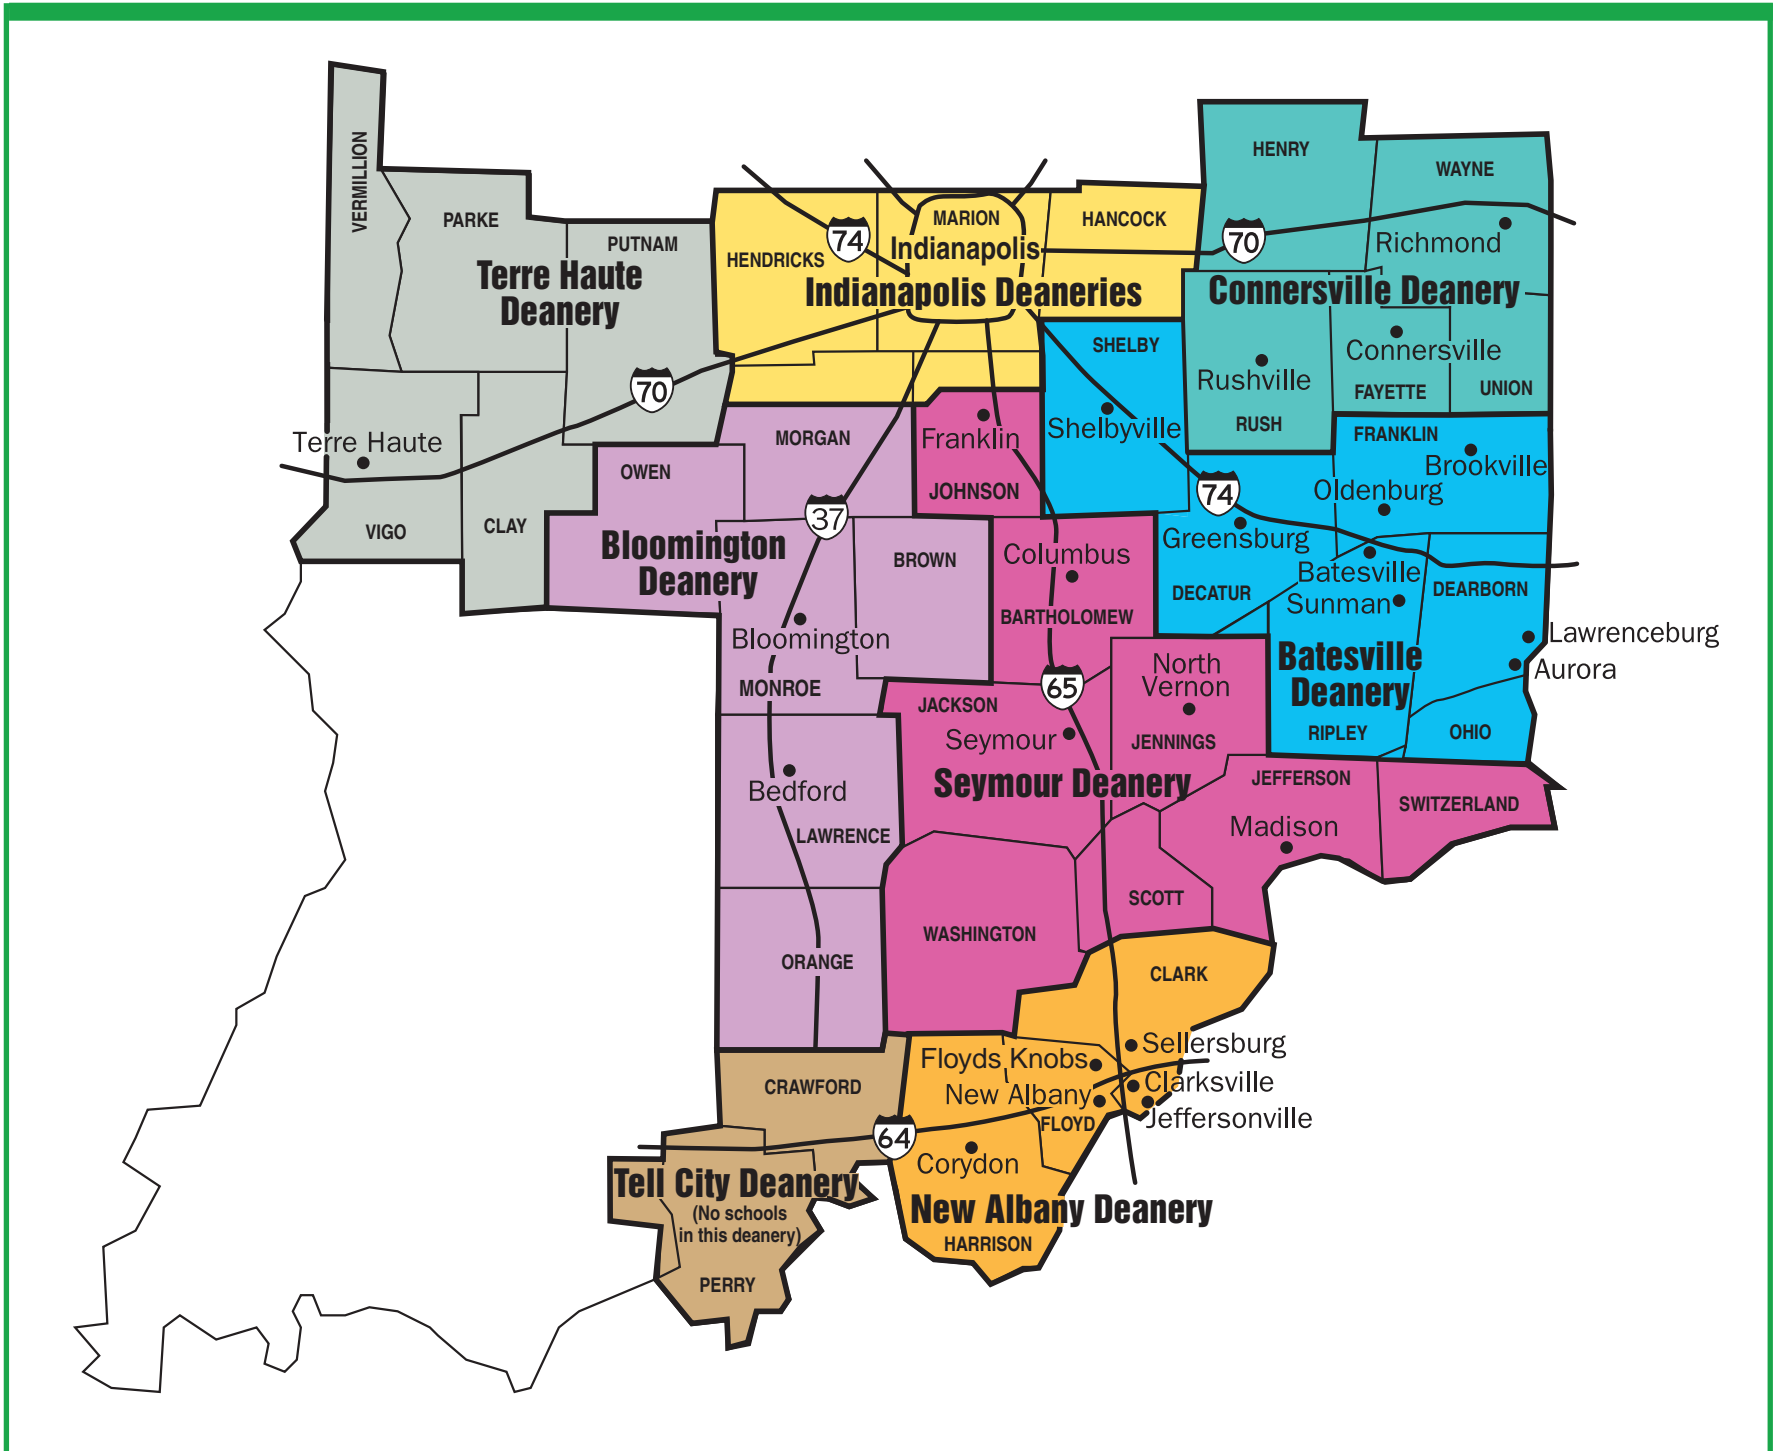 HENRY
VERMILLION
WAYNE
PARKE
MARION
HANCOCK
PUTNAM
74
70
Richmond
HENDRICKS
Indianapolis
Terre Haute
Deanery
Indianapolis Deaneries
Connersville Deanery
SHELBY
Connersville
Rushville
70
FAYETTE
UNION
RUSH
Terre Haute
MORGAN
Franklin
Shelbyville
FRANKLIN
Brookville
OWEN
JOHNSON
74
Oldenburg
VIGO
CLAY
37
Greensburg
Bloomington
Deanery
BROWN
Columbus
Batesville
DECATUR
DEARBORN
Sunman
BARTHOLOMEW
Bloomington
Lawrenceburg
Batesville
Deanery
Aurora
North
Vernon
MONROE
65
JACKSON
Seymour
JENNINGS
RIPLEY
OHIO
Seymour Deanery
JEFFERSON
Bedford
SWITZERLAND
LAWRENCE
Madison
SCOTT
WASHINGTON
ORANGE
CLARK
Sellersburg
Floyds Knobs
CRAWFORD
Clarksville
New Albany
Jeffersonville
FLOYD
64
Corydon
Tell City Deanery
(No schools
in this deanery)
New Albany Deanery
HARRISON
PERRY